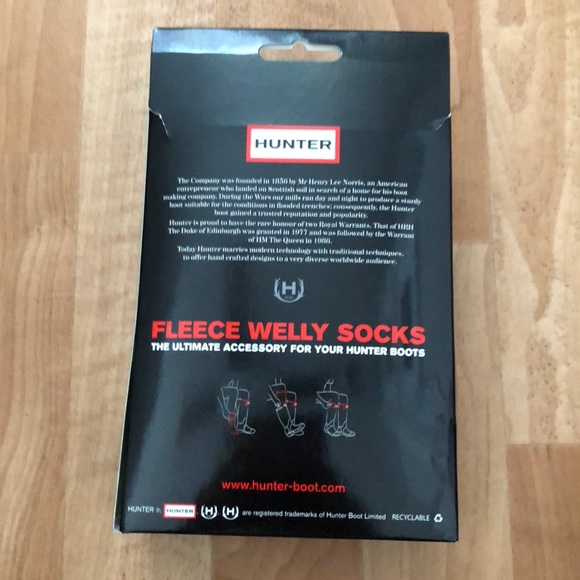 HUNTER
The Company was founded in 1856 by Mr Henry Lee Norris, an American
entrepreneur who landed on Scottish soil in search of a home for his boot
making company. During the Wars our mills ran day and night to produce a sturdy
boot suitable for the conditions in flooded trenches; consequently, the Hunter
boot gained a trusted reputation and popularity.
Hunter is proud to have the rare honour of two Royal Warrants. That of HRH
The Duke of Edinburgh was granted in 1977 and was followed by the Warrant
of HM The Queen in 1986.
Today Hunter marries modern technology with traditional techniques,
to offer hand crafted designs to a very diverse worldwide audience.
H
FLEECE WELLY SOCKS
THE ULTIMATE ACCESSORY FOR YOUR HUNTER BOOTS
www.hunter-boot.com
HUNTER ®, HUNTER, H H are registered trademarks of Hunter Boot Limited RECYCLABLE